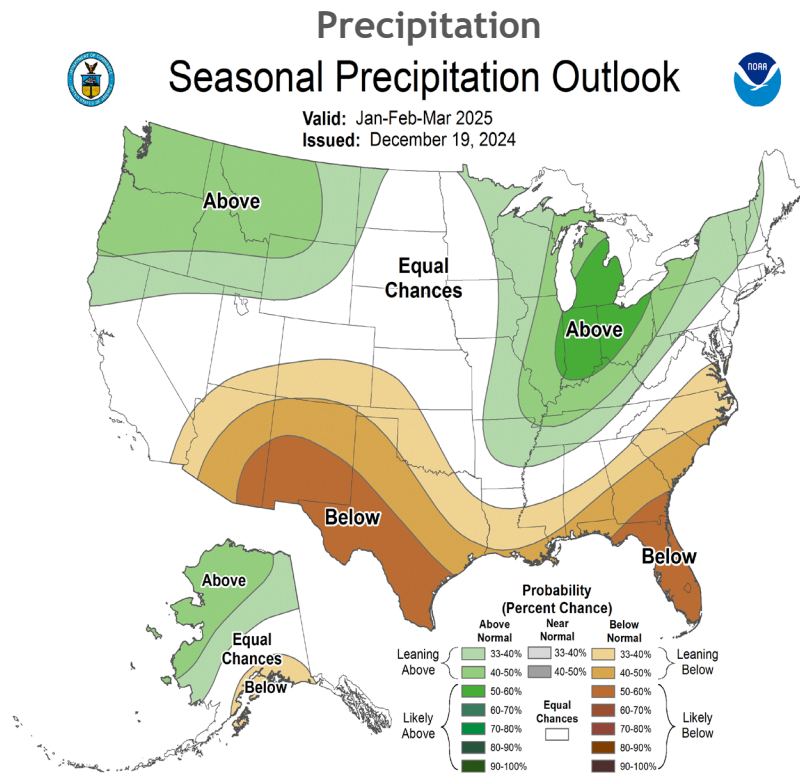 Precipitation
Seasonal Precipitation Outlook
NOAA
Valid: Jan-Feb-Mar 2025
Issued: December 19, 2024
Above
Equal
Chances
Above
Below
Below
Above
Equal
Chances
Below
Probability
(Percent Chance)
Above
Normal
Near
Normal
Below
Normal
Leaning
Above
33-40%
33-40%
33-40%
Leaning
Below
40-50%
40-50%
40-50%
Likely
Above
50-60%
50-60%
Likely
Below
60-70%
60-70%
Equal
Chances
70-80%
70-80%
80-90%
80-90%
90-100%
90-100%